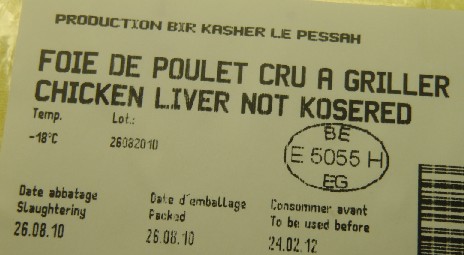 PRODUCTION BIR KASHER LE PESSAH
FOIE DE POULET CRU A GRILLER
CHICKEN LIVER NOT KOSERED
Temp. Lot:
-18°C 26082010
BE
E 5055 H
EG
Date abbatage Date d'emballage Consommer avant
Slaughtering Packed To be used before
26.08.10 26.08.10 24.02.12